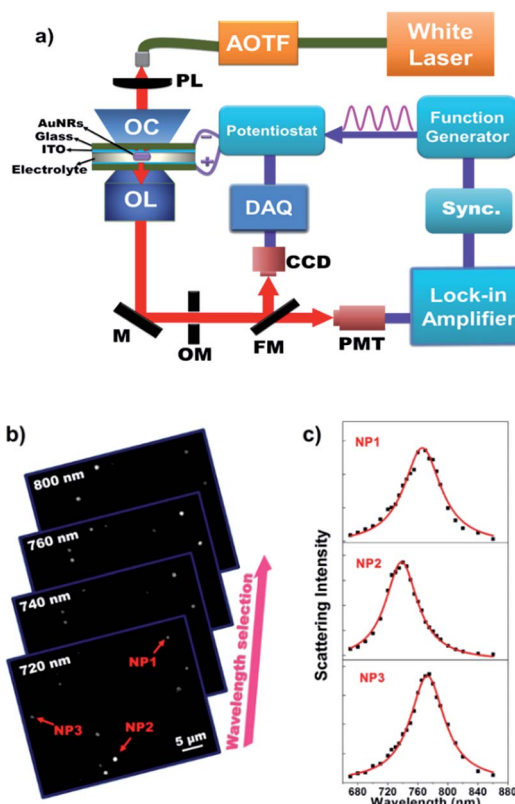 a)
AOTF
White
Laser
PL
AuNRs
Glass
ITO
Electrolyte
OC
OL
−
+
Potentiostat
Function
Generator
DAQ
Sync.
CCD
Lock-in
Amplifier
M
OM
FM
PMT
b)
800 nm
760 nm
740 nm
720 nm
NP1
NP3
NP2
5 µm
Wavelength selection
c)
Scattering Intensity
NP1
NP2
NP3
680 720 760 800 840
Wavelength (nm)